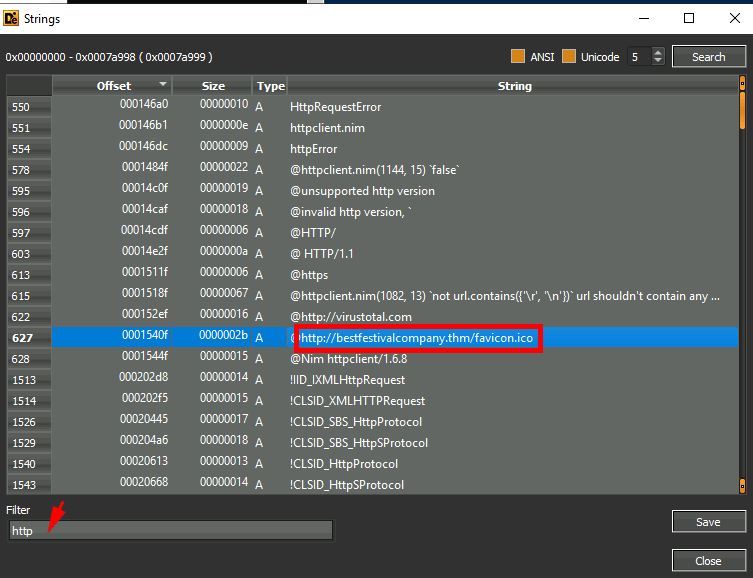 Strings
0x00000000 - 0x0007a998 ( 0x0007a999 )
ANSI
Unicode
5
Search
Offset Size Type String
550 000146a0 00000010 A HttpRequestError
551 000146b1 0000000e A httpclient.nim
554 000146dc 00000009 A httpError
578 0001484f 00000022 A @httpclient.nim(1144, 15) `false`
595 00014c0f 00000019 A @unsupported http version
596 00014caf 00000018 A @invalid http version, `
597 00014cdf 00000006 A @HTTP/
603 00014e2f 0000000a A @ HTTP/1.1
613 0001511f 00000006 A @https
615 0001518f 00000067 A @httpclient.nim(1082, 13) `not url.contains({'\r', '\n'})` url shouldn't contain any ...
622 000152ef 00000016 A @http://virustotal.com
627 0001540f 0000002b A @http://bestfestivalcompany.thm/favicon.ico
628 0001544f 00000015 A @Nim httpclient/1.6.8
1513 000202d8 00000014 A !IID_IXMLHttpRequest
1514 000202f5 00000015 A !CLSID_XMLHTTPRequest
1526 00020445 00000017 A !CLSID_SBS_HttpProtocol
1529 000204a6 00000018 A !CLSID_SBS_HttpSProtocol
1540 00020613 00000013 A !CLSID_HttpProtocol
1543 00020668 00000014 A !CLSID_HttpSProtocol
Filter
http
Save
Close